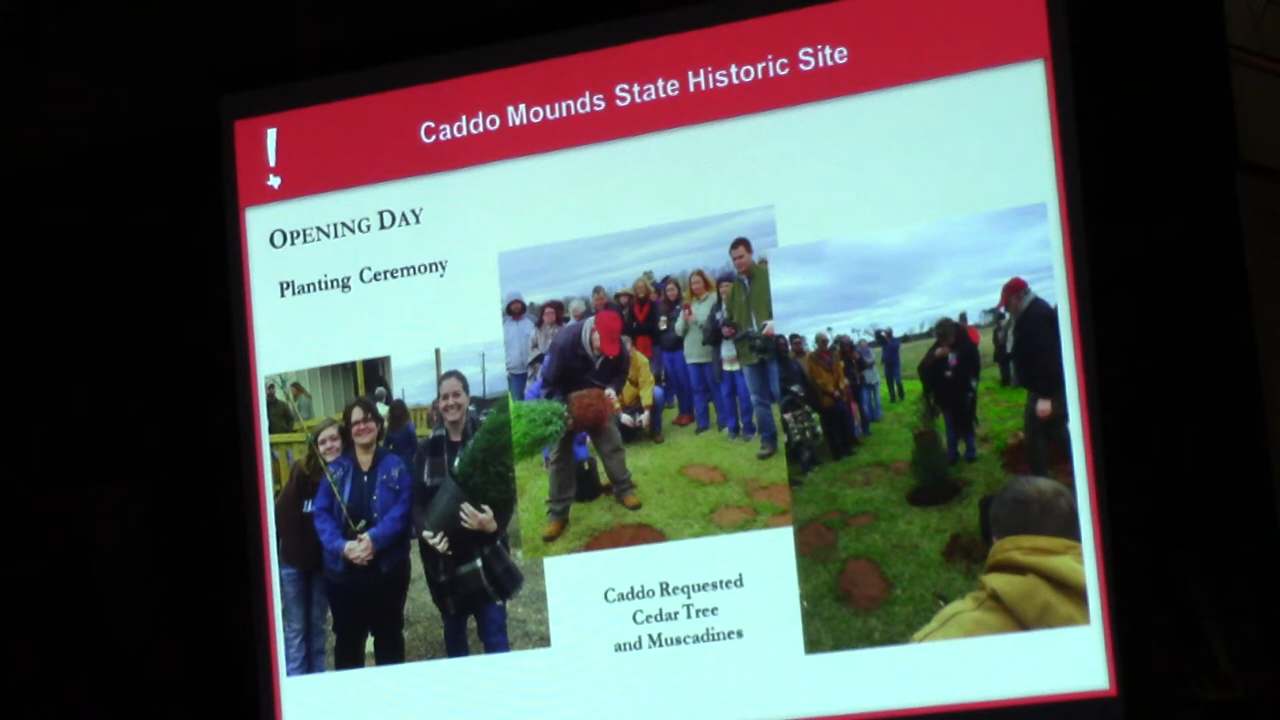 Caddo Mounds State Historic Site
OPENING DAY
Planting Ceremony
Caddo Requested
Cedar Tree
and Muscadines